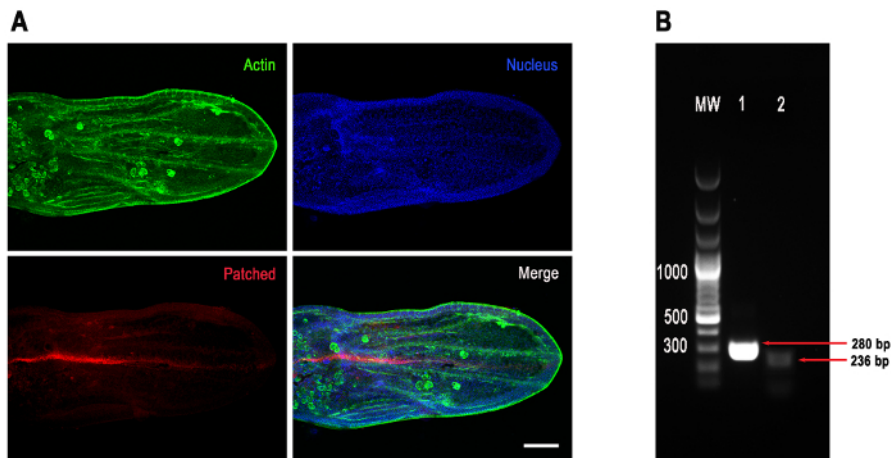 A
Actin
Nucleus
Patched
Merge
B
MW 1 2
1000
500
300
280 bp
236 bp